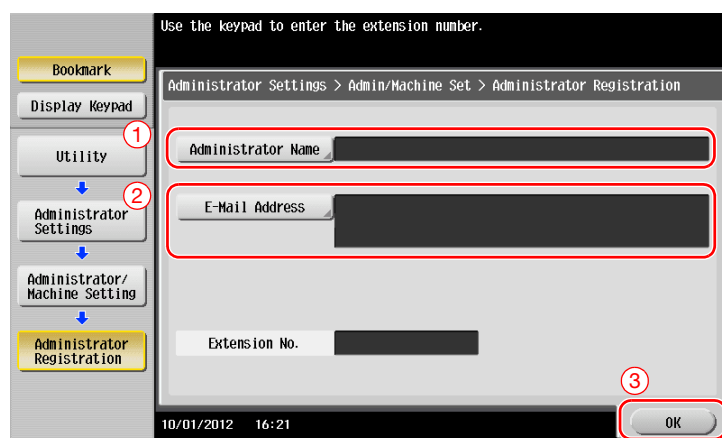 Use the keypad to enter the extension number.
Bookmark
Display Keypad
Administrator Settings > Admin/Machine Set > Administrator Registration
1
Utility
Administrator Name
2
Administrator
Settings
E-Mail Address
Administrator/
Machine Setting
Administrator
Registration
Extension No.
3
10/01/2012 16:21
OK